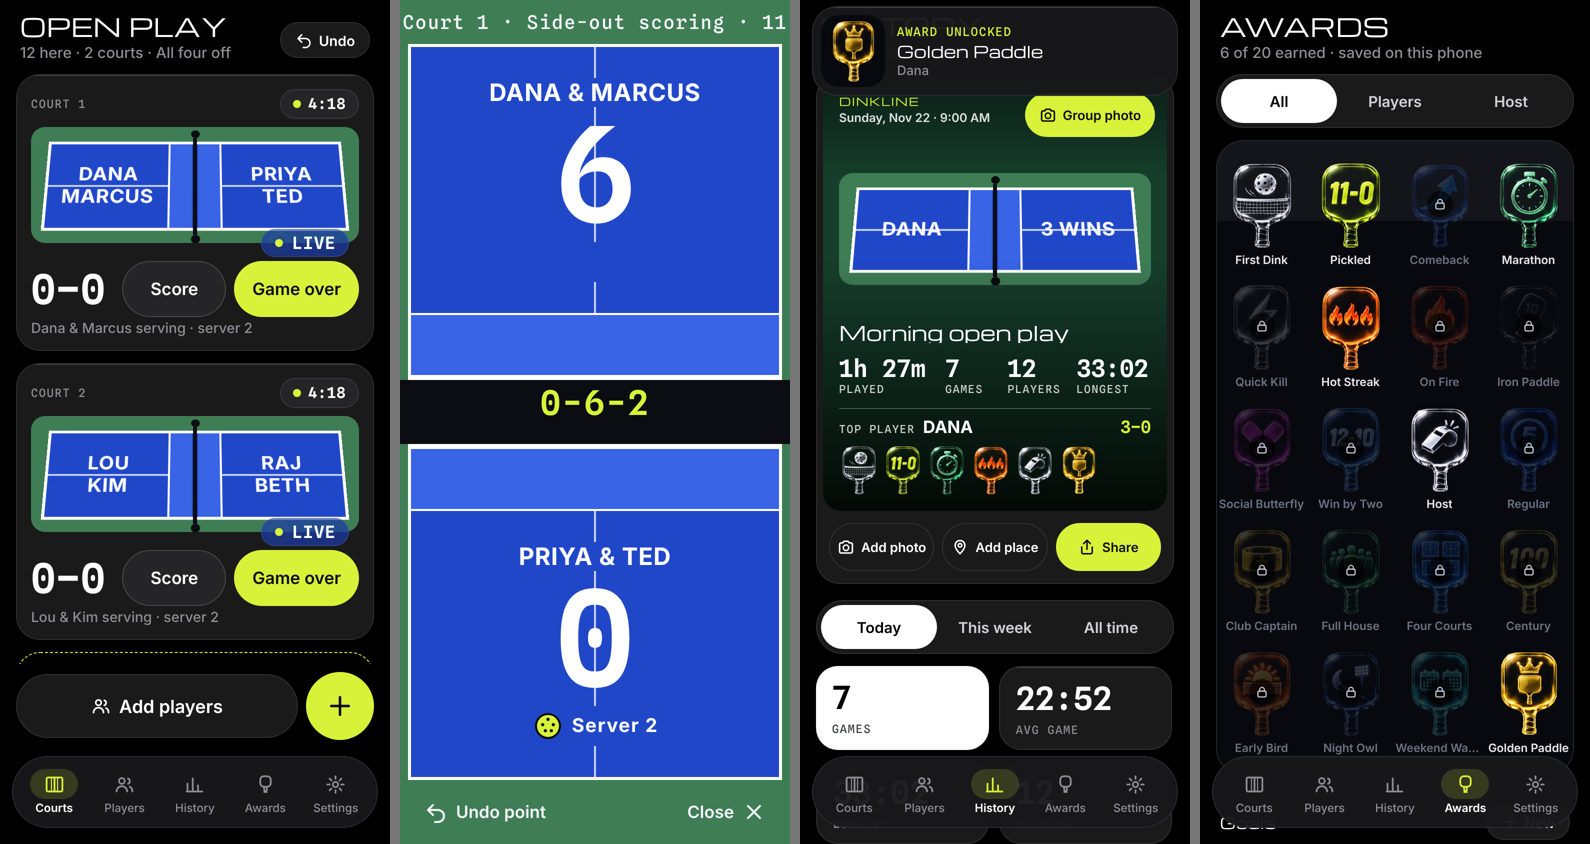 OPEN PLAY
12 here · 2 courts · All four off
Undo
COURT 1
4:18
DANA
MARCUS
PRIYA
TED
LIVE
0–0
Score
Game over
Dana & Marcus serving · server 2
COURT 2
4:18
LOU
KIM
RAJ
BETH
LIVE
0–0
Score
Game over
Lou & Kim serving · server 2
Add players
Courts
Players
History
Awards
Settings
Court 1 · Side-out scoring · 11
DANA & MARCUS
6
0-6-2
PRIYA & TED
0
Server 2
Undo point
Close
AWARD UNLOCKED
Golden Paddle
Dana
DINKLINE
Sunday, Nov 22 · 9:00 AM
Group photo
DANA
3 WINS
Morning open play
1h 27m
7
12
33:02
PLAYED
GAMES
PLAYERS
LONGEST
TOP PLAYER DANA
3–0
11-0
Add photo
Add place
Share
Today
This week
All time
7
GAMES
22:52
AVG GAME
Courts
Players
History
Awards
Settings
AWARDS
6 of 20 earned · saved on this phone
All
Players
Host
11-0
First Dink
Pickled
Comeback
Marathon
10
Quick Kill
Hot Streak
On Fire
Iron Paddle
12-10
5
Social Butterfly
Win by Two
Host
Regular
100
Club Captain
Full House
Four Courts
Century
Early Bird
Night Owl
Weekend Wa...
Golden Paddle
Courts
Players
History
Awards
Settings
Goals
New